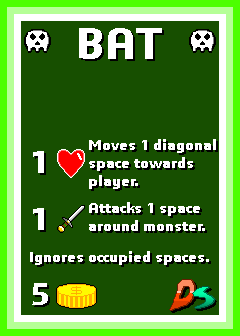 BAT
1 Moves 1 diagonal
space towards
player.
1 Attacks 1 space
around monster.
Ignores occupied spaces.
5 DS